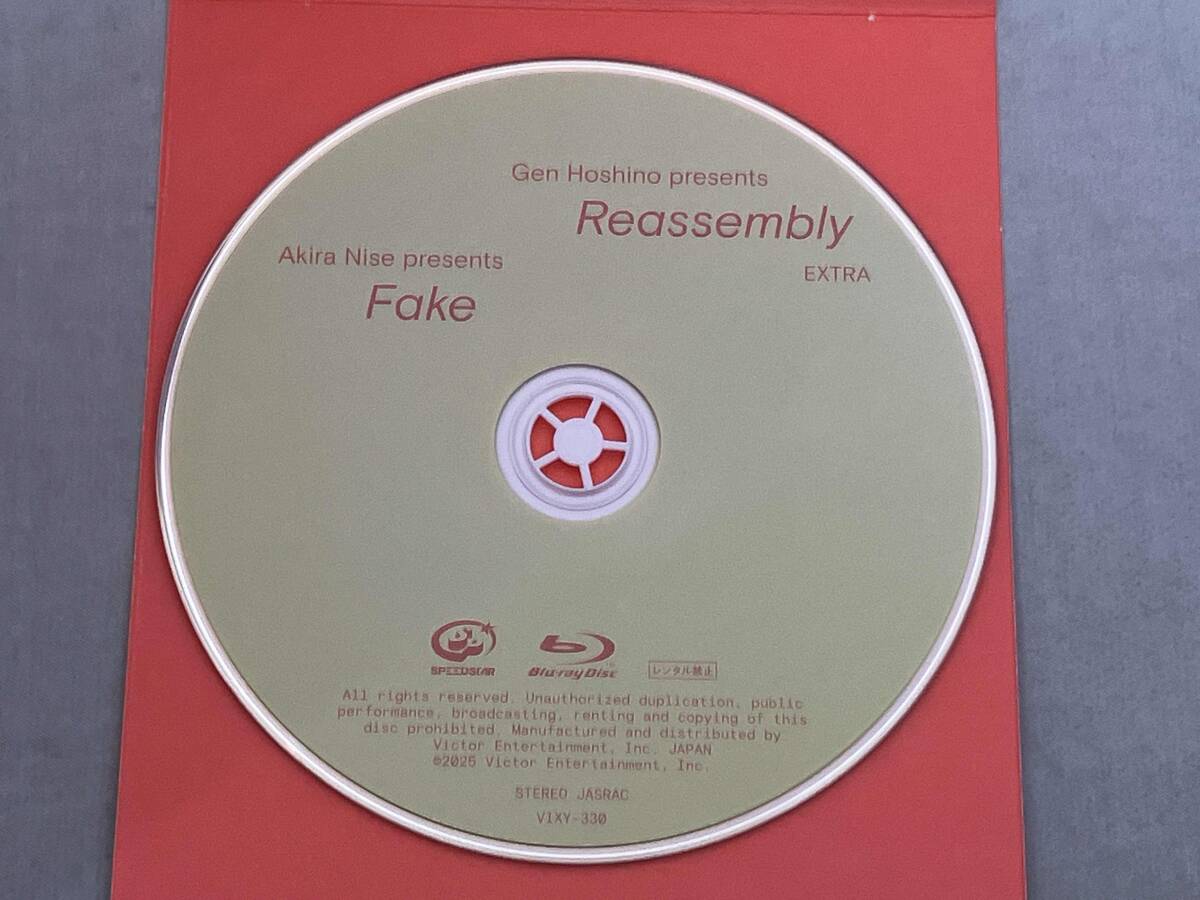 Gen Hoshino presents
Reassembly
EXTRA
Akira Nise presents
Fake
SPEEDSTAR
Blu-ray Disc
レンタル禁止
All rights reserved. Unauthorized duplication, public
performance, broadcasting, renting and copying of this
disc prohibited. Manufactured and distributed by
Victor Entertainment, Inc. JAPAN
©2025 Victor Entertainment, Inc.
STEREO JASRAC
VIXY-330